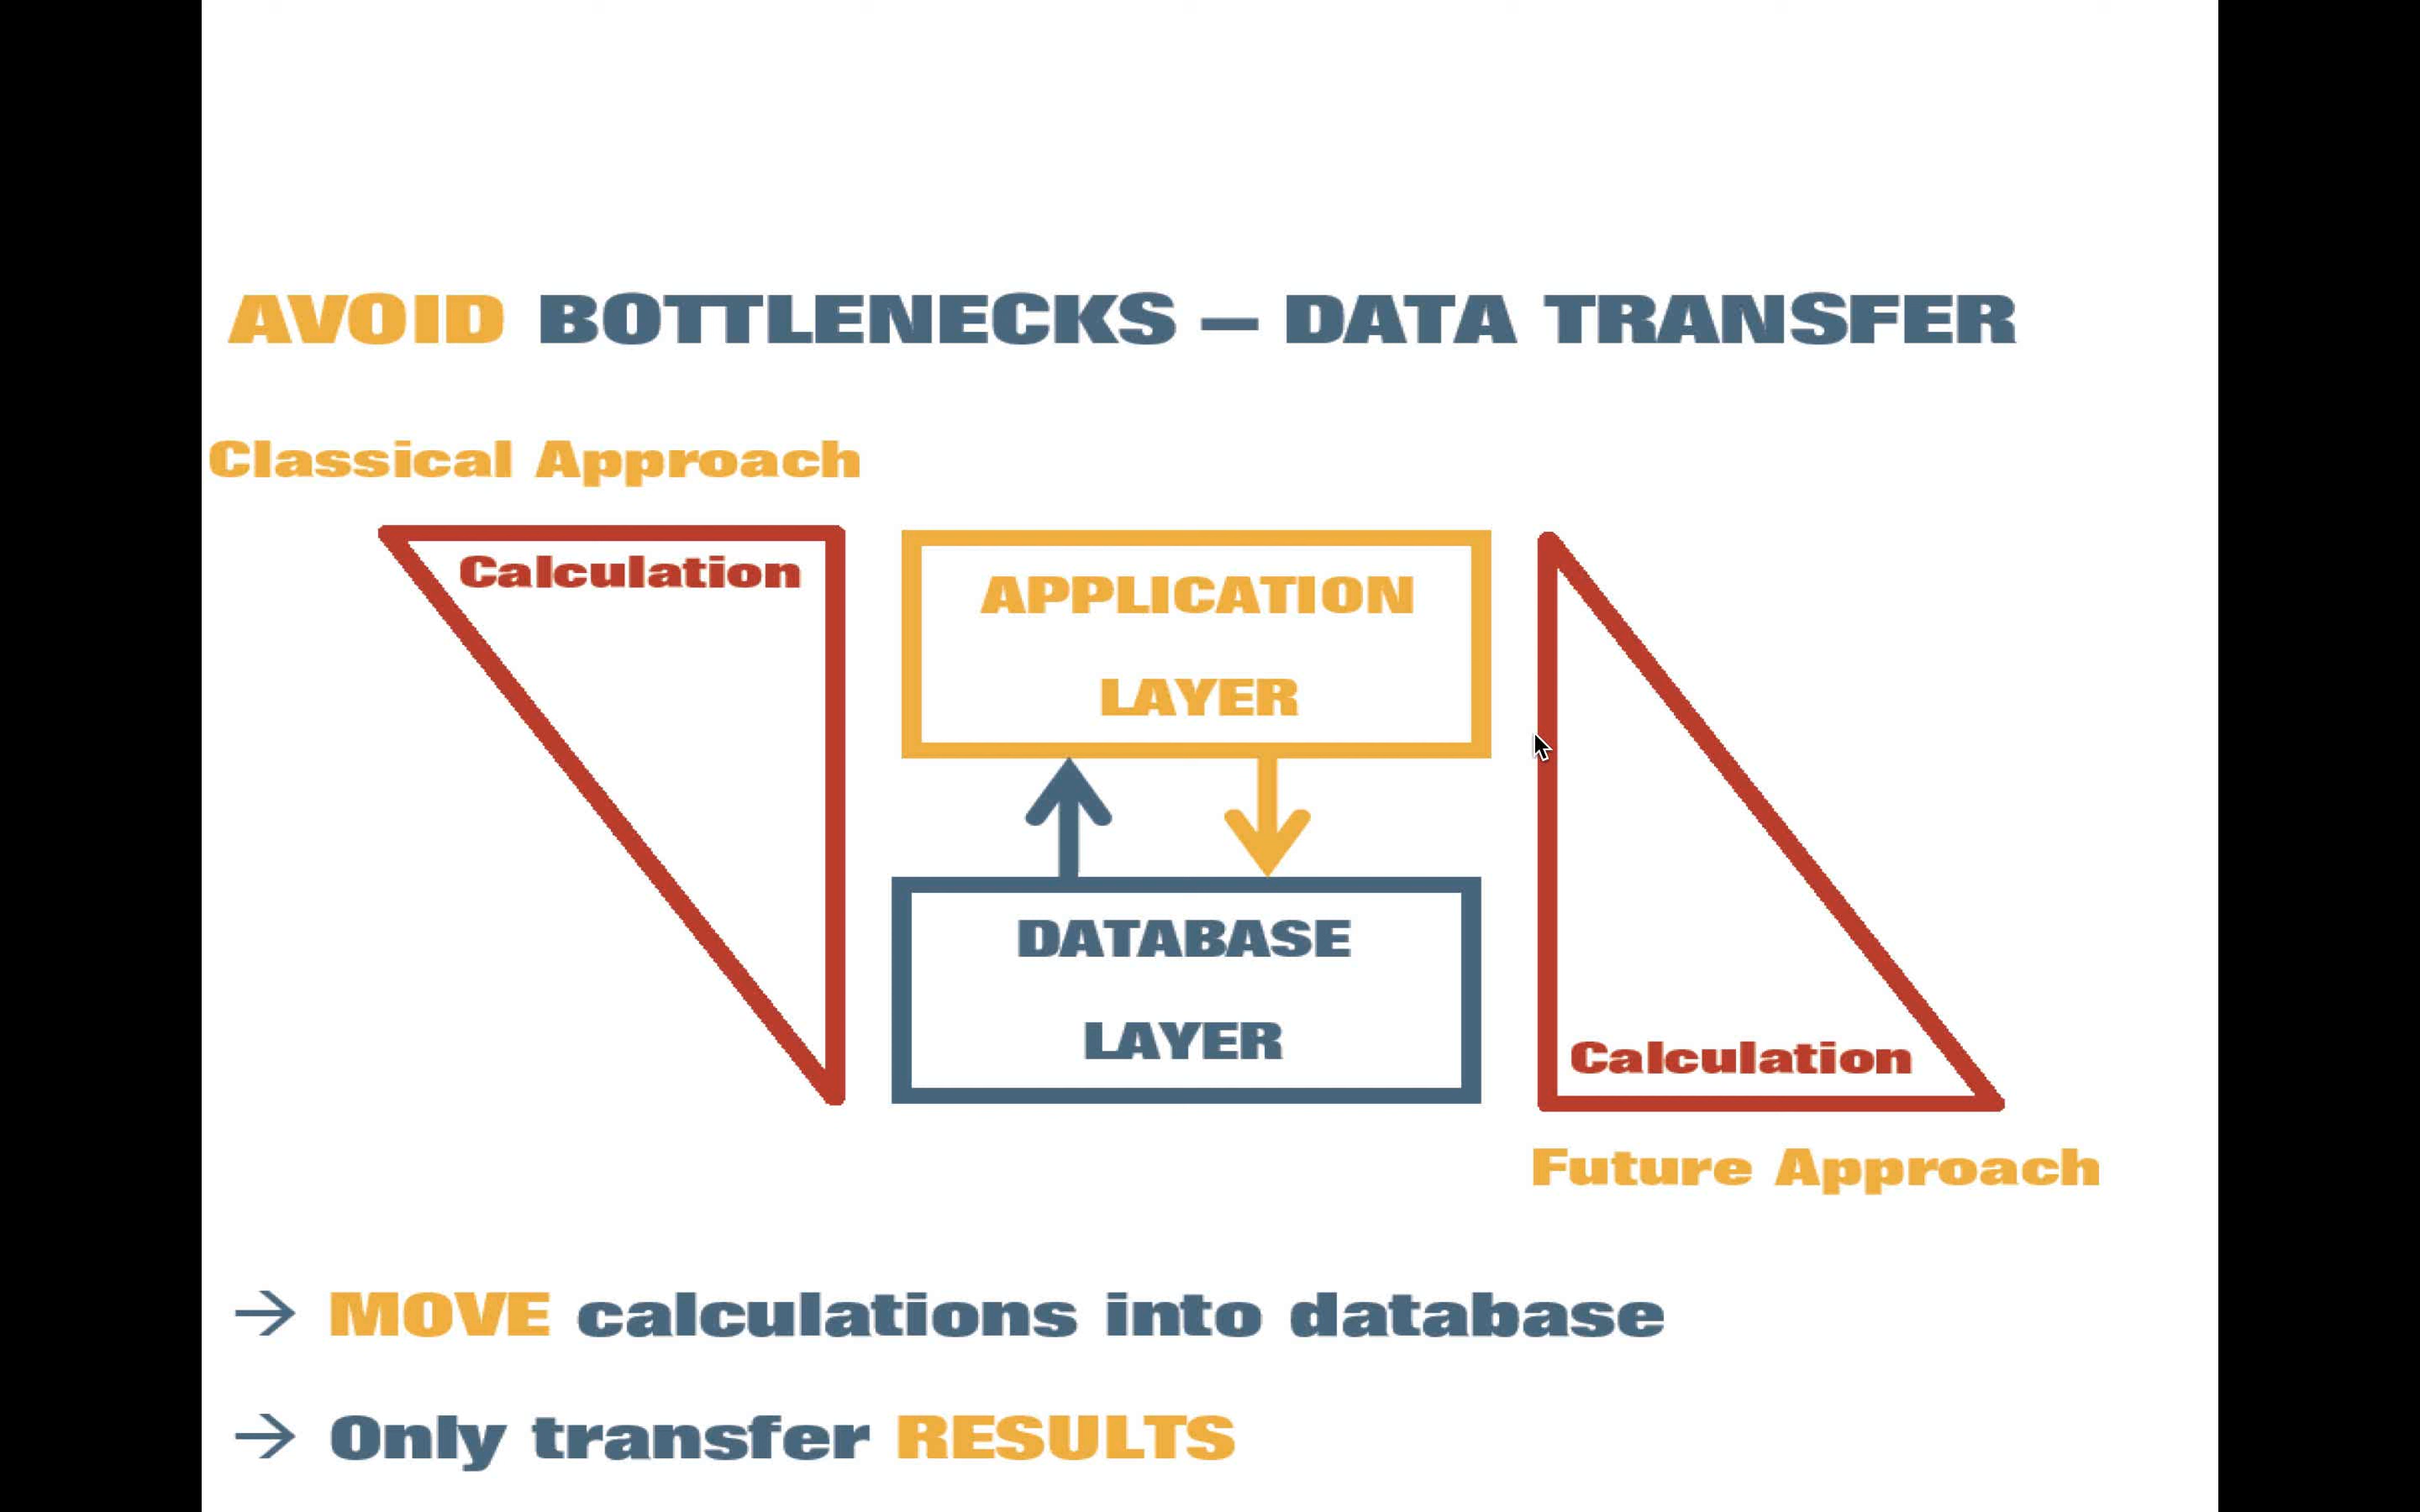 AVOID BOTTLENECKS – DATA TRANSFER
Classical Approach
Calculation
APPLICATION
LAYER
DATABASE
LAYER
Calculation
Future Approach
→ MOVE calculations into database
→ Only transfer RESULTS